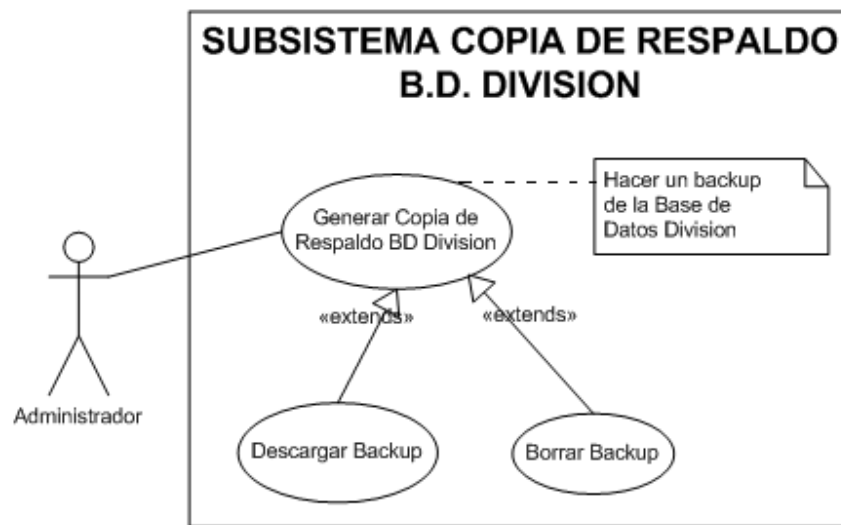 SUBSISTEMA COPIA DE RESPALDO
B.D. DIVISION
Hacer un backup
de la Base de
Datos Division
Generar Copia de
Respaldo BD Division
«extends»
«extends»
Administrador
Descargar Backup
Borrar Backup